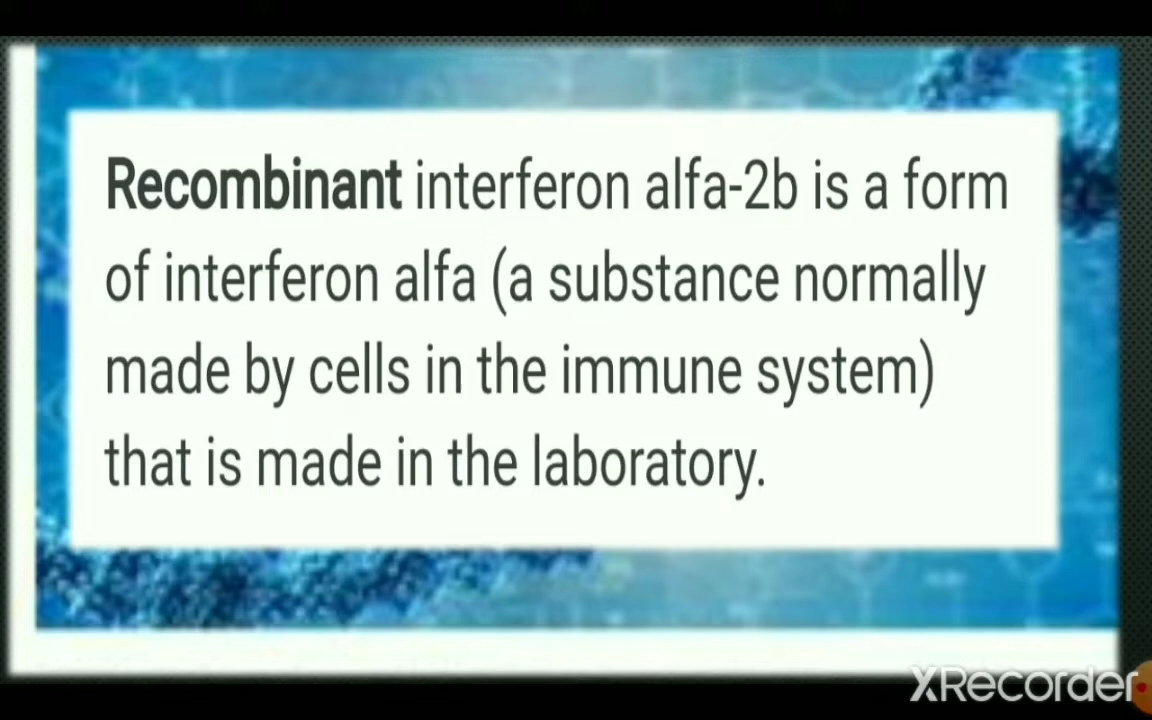 Recombinant interferon alfa-2b is a form
of interferon alfa (a substance normally
made by cells in the immune system)
that is made in the laboratory.
XRecorder